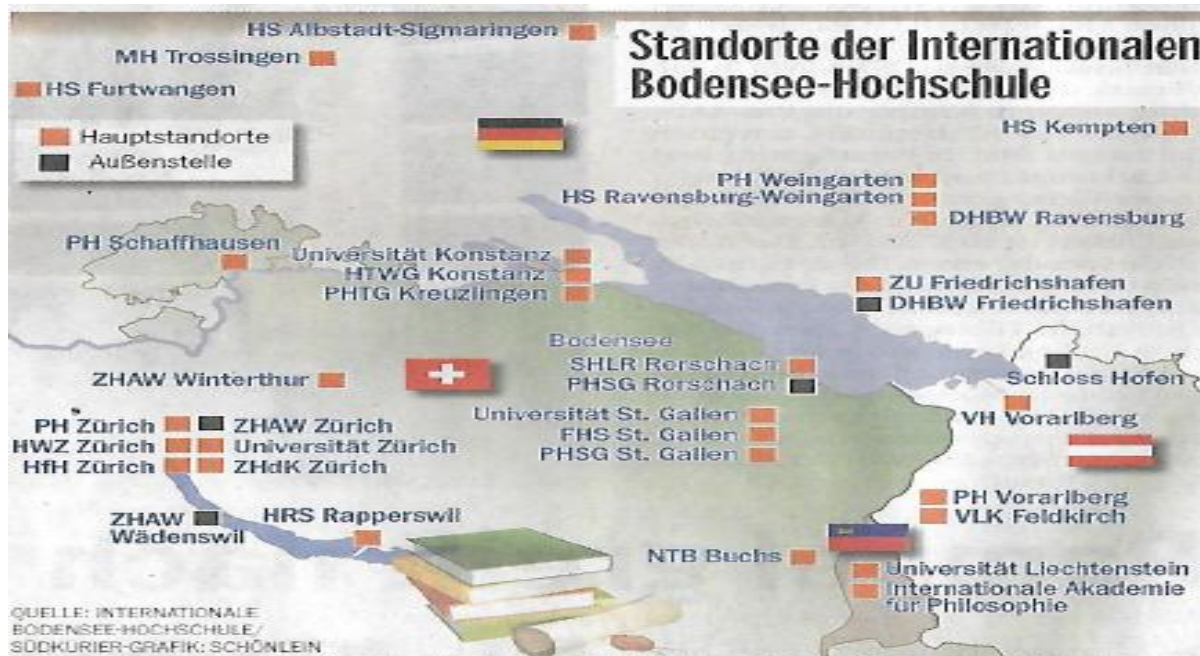 HS Albstadt-Sigmaringen
Standorte der Internationalen
Bodensee-Hochschule
MH Trossingen
HS Furtwangen
Hauptstandorte
Außenstelle
HS Kempten
PH Weingarten
HS Ravensburg-Weingarten
DHBW Ravensburg
PH Schaffhausen
Universität Konstanz
HTWG Konstanz
PHTG Kreuzlingen
ZU Friedrichshafen
DHBW Friedrichshafen
Bodensee
SHLR Rorschach
PHSG Rorschach
Schloss Hofen
ZHAW Winterthur
VH Vorarlberg
Universität St. Gallen
FHS St. Gallen
PHSG St. Gallen
PH Zürich ZHAW Zürich
HWZ Zürich Universität Zürich
HfH Zürich ZHdK Zürich
PH Vorarlberg
VLK Feldkirch
ZHAW
Wädenswil
HRS Rapperswil
NTB Buchs
Universität Liechtenstein
Internationale Akademie
für Philosophie
QUELLE: INTERNATIONALE
BODENSEE-HOCHSCHULE/
SÜDKURIER-GRAFIK: SCHÖNLEIN